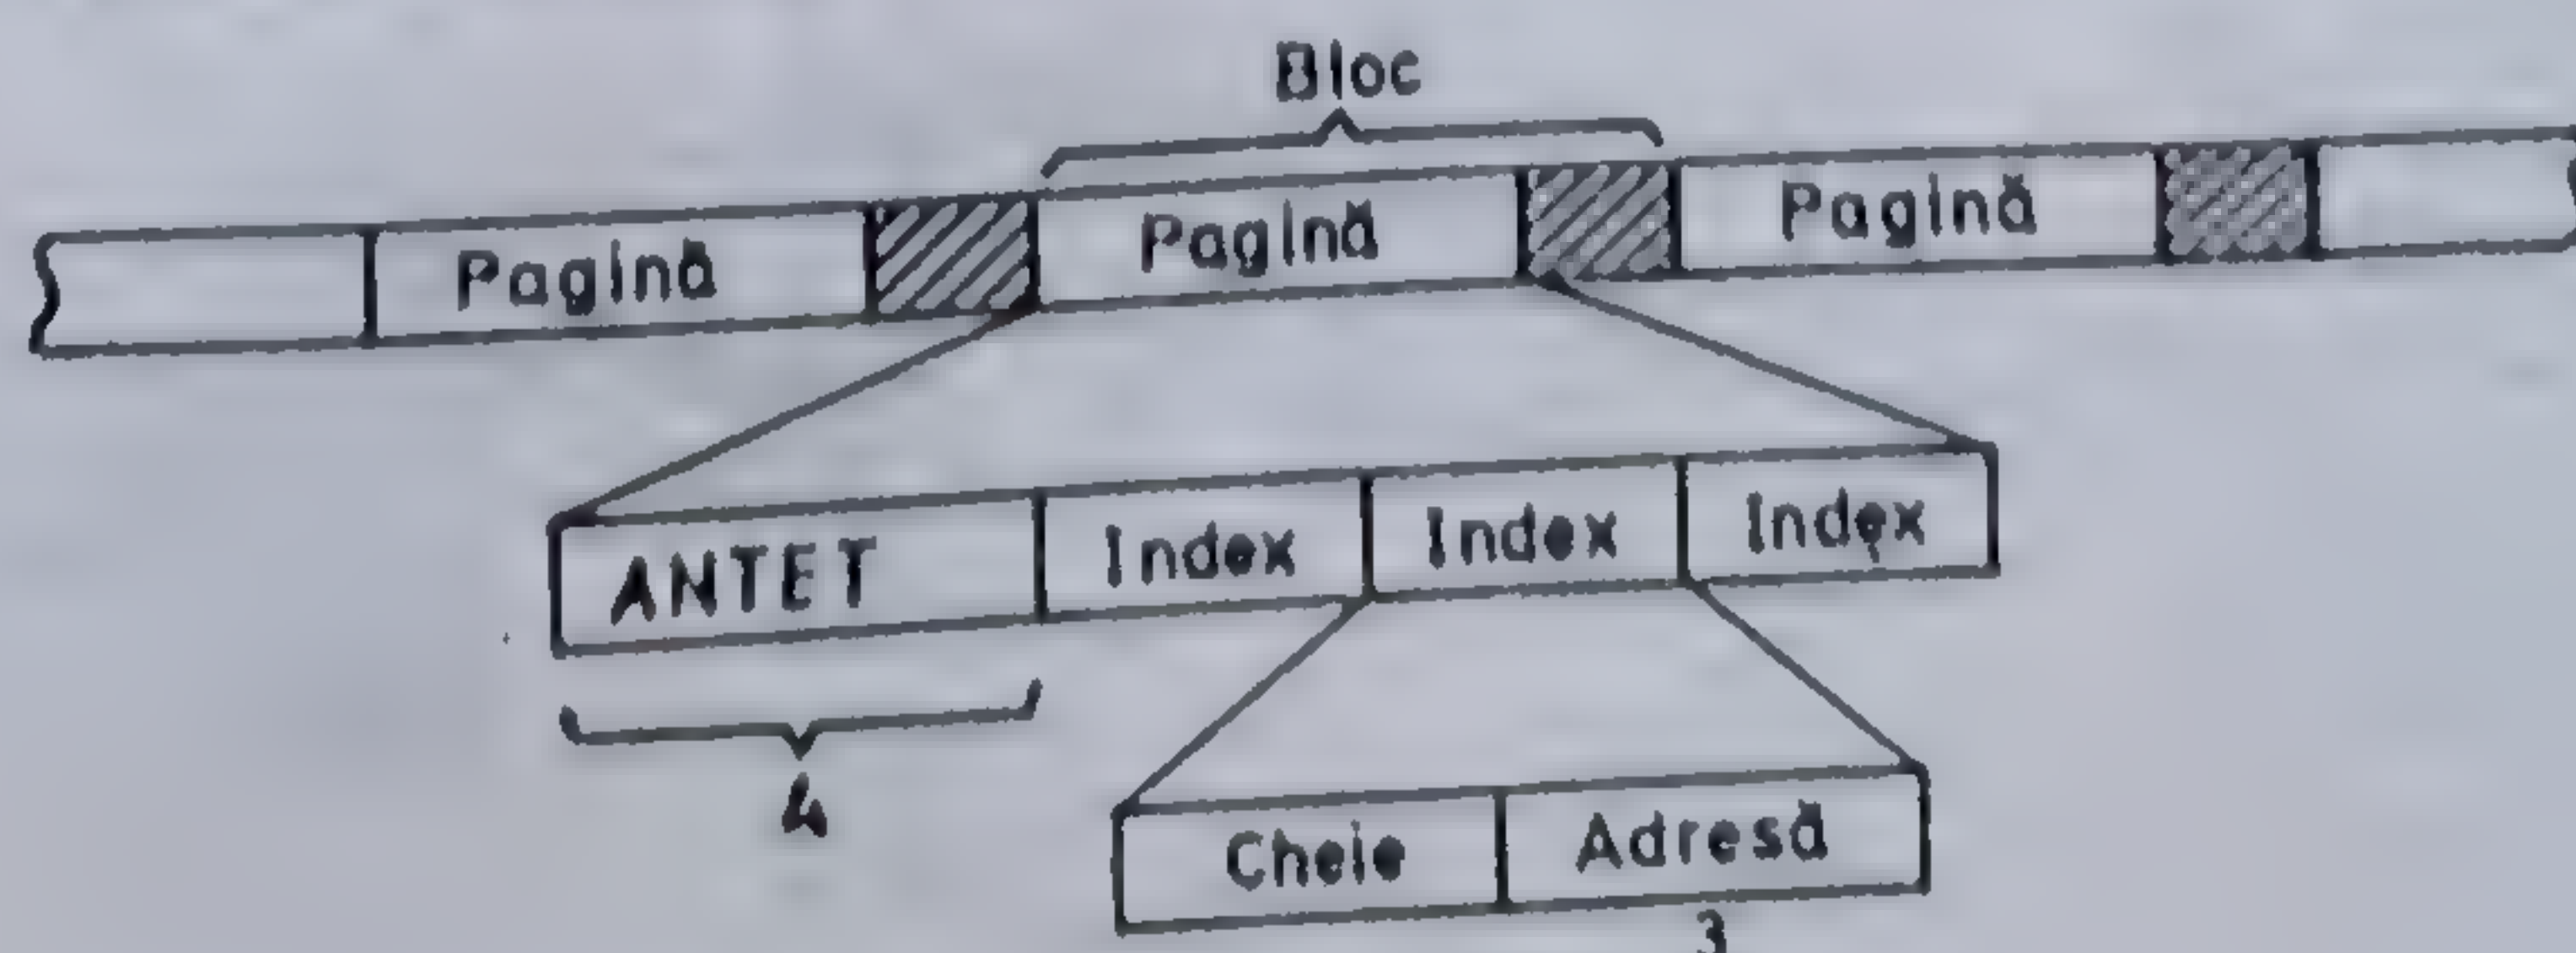 Bloc
Pagină Pagină Pagină
ANTET Index Index Index
4
Cheie Adresă
3